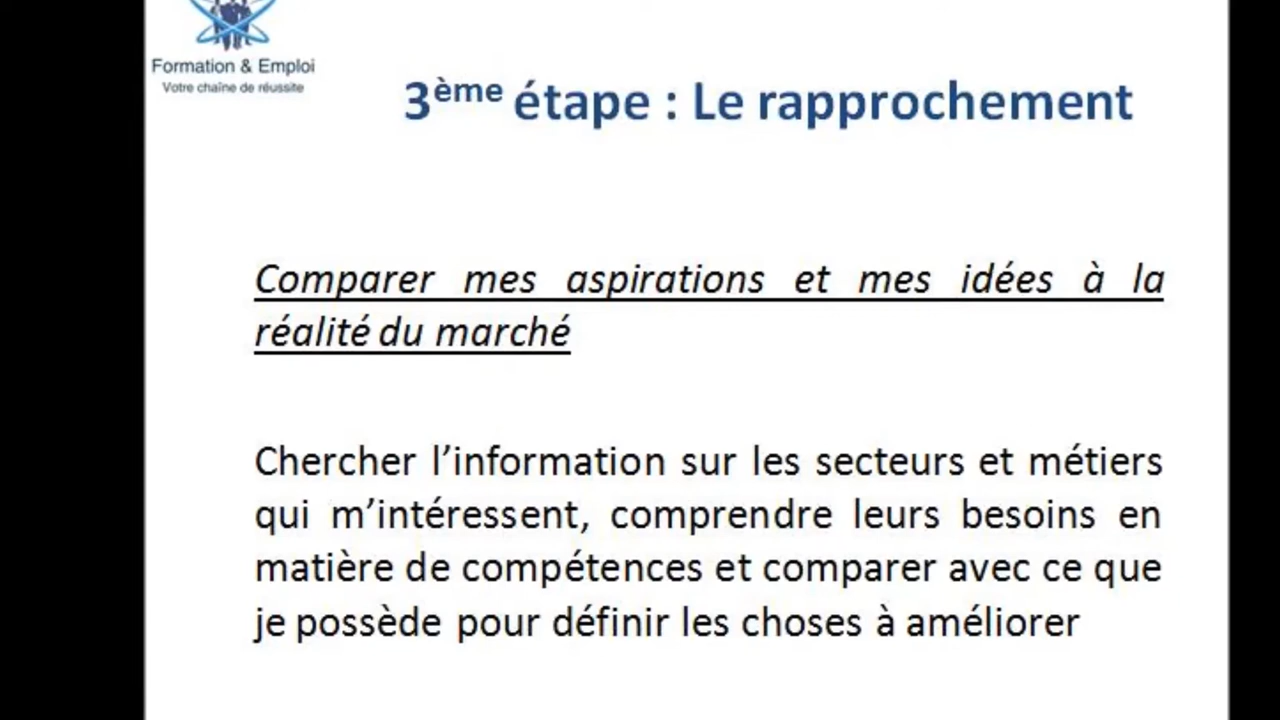 Formation & Emploi
Votre chaîne de réussite
3ème étape : Le rapprochement
Comparer mes aspirations et mes idées à la
réalité du marché
Chercher l’information sur les secteurs et métiers
qui m’intéressent, comprendre leurs besoins en
matière de compétences et comparer avec ce que
je possède pour définir les choses à améliorer